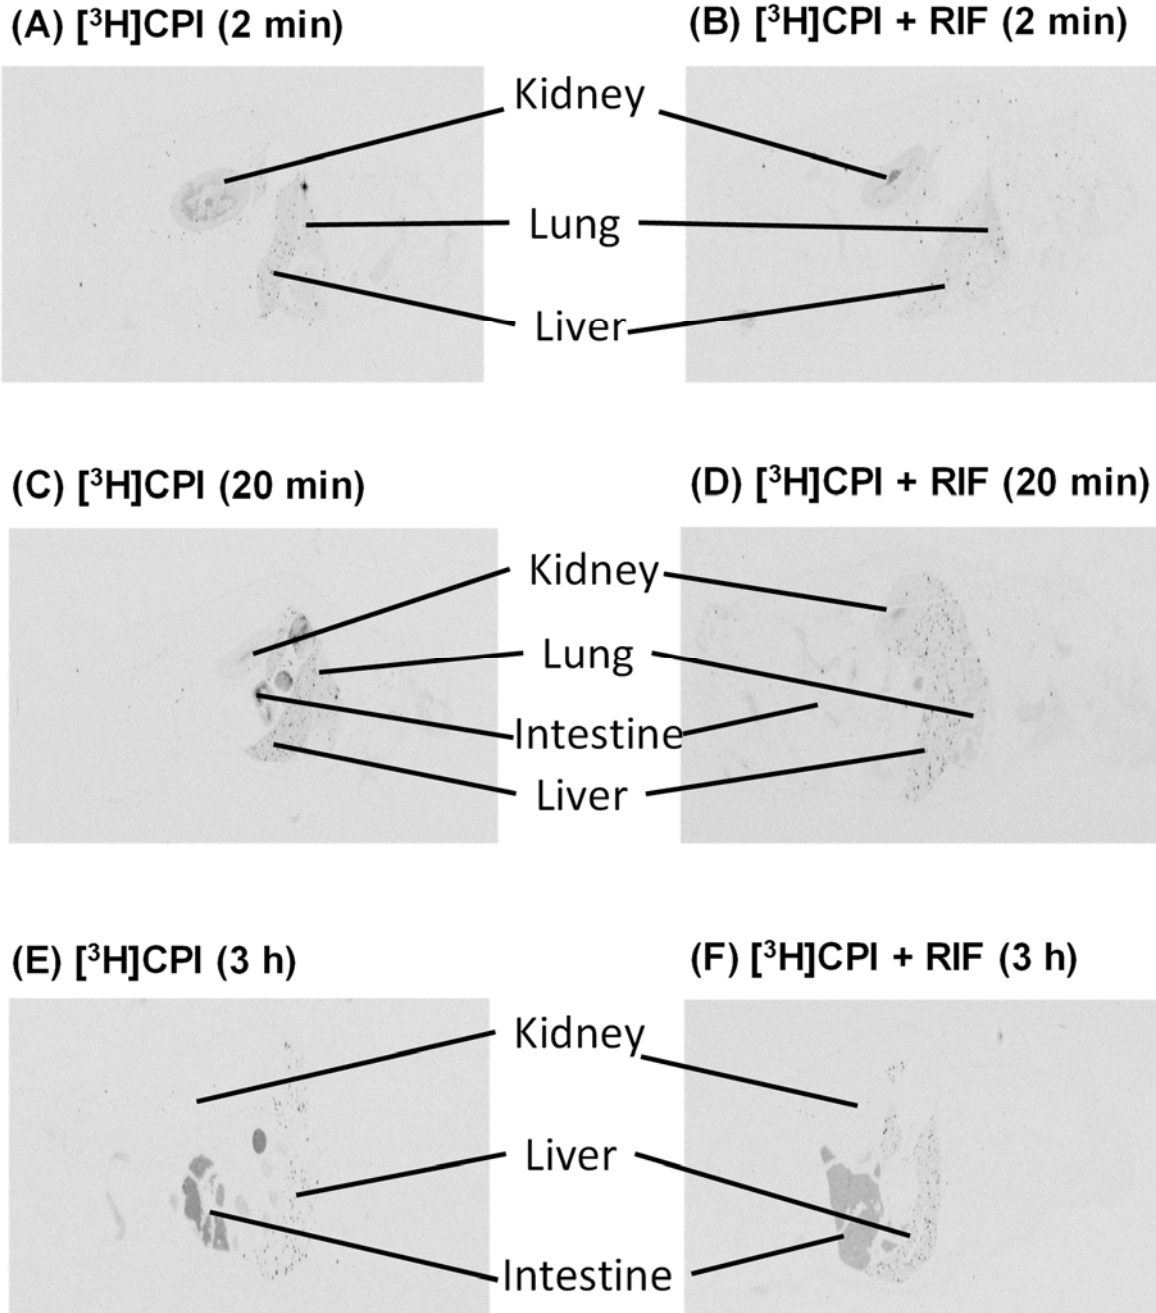 (A) [³H]CPI (2 min)
(B) [³H]CPI + RIF (2 min)
Kidney
Lung
Liver
(C) [³H]CPI (20 min)
(D) [³H]CPI + RIF (20 min)
Kidney
Lung
Intestine
Liver
(E) [³H]CPI (3 h)
(F) [³H]CPI + RIF (3 h)
Kidney
Liver
Intestine